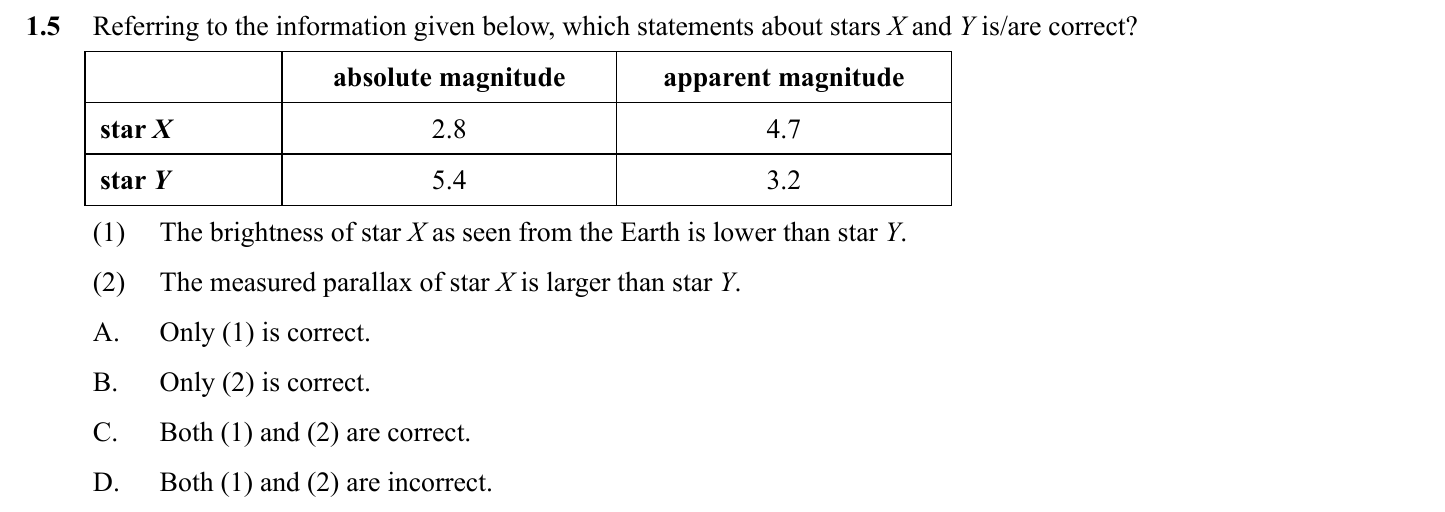 1.5 Referring to the information given below, which statements about stars X and Y is/are correct?
absolute magnitude apparent magnitude
star X 2.8 4.7
star Y 5.4 3.2
(1) The brightness of star X as seen from the Earth is lower than star Y.
(2) The measured parallax of star X is larger than star Y.
A. Only (1) is correct.
B. Only (2) is correct.
C. Both (1) and (2) are correct.
D. Both (1) and (2) are incorrect.